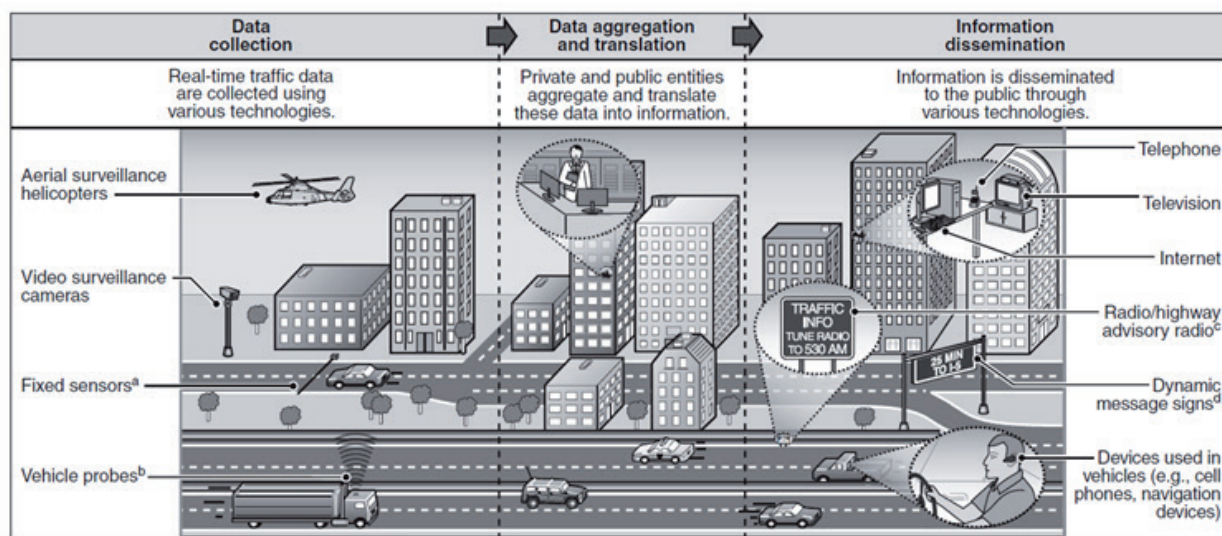 Data
collection
Data aggregation
and translation
Information
dissemination
Real-time traffic data
are collected using
various technologies.
Private and public entities
aggregate and translate
these data into information.
Information is disseminated
to the public through
various technologies.
Aerial surveillance
helicopters
Video surveillance
cameras
Fixed sensorsᵃ
Vehicle probesᵇ
TRAFFIC
INFO
TUNE RADIO
TO 530 AM
25 MIN
TO I-5
Telephone
Television
Internet
Radio/highway
advisory radioᶜ
Dynamic
message signsᵈ
Devices used in
vehicles (e.g., cell
phones, navigation
devices)